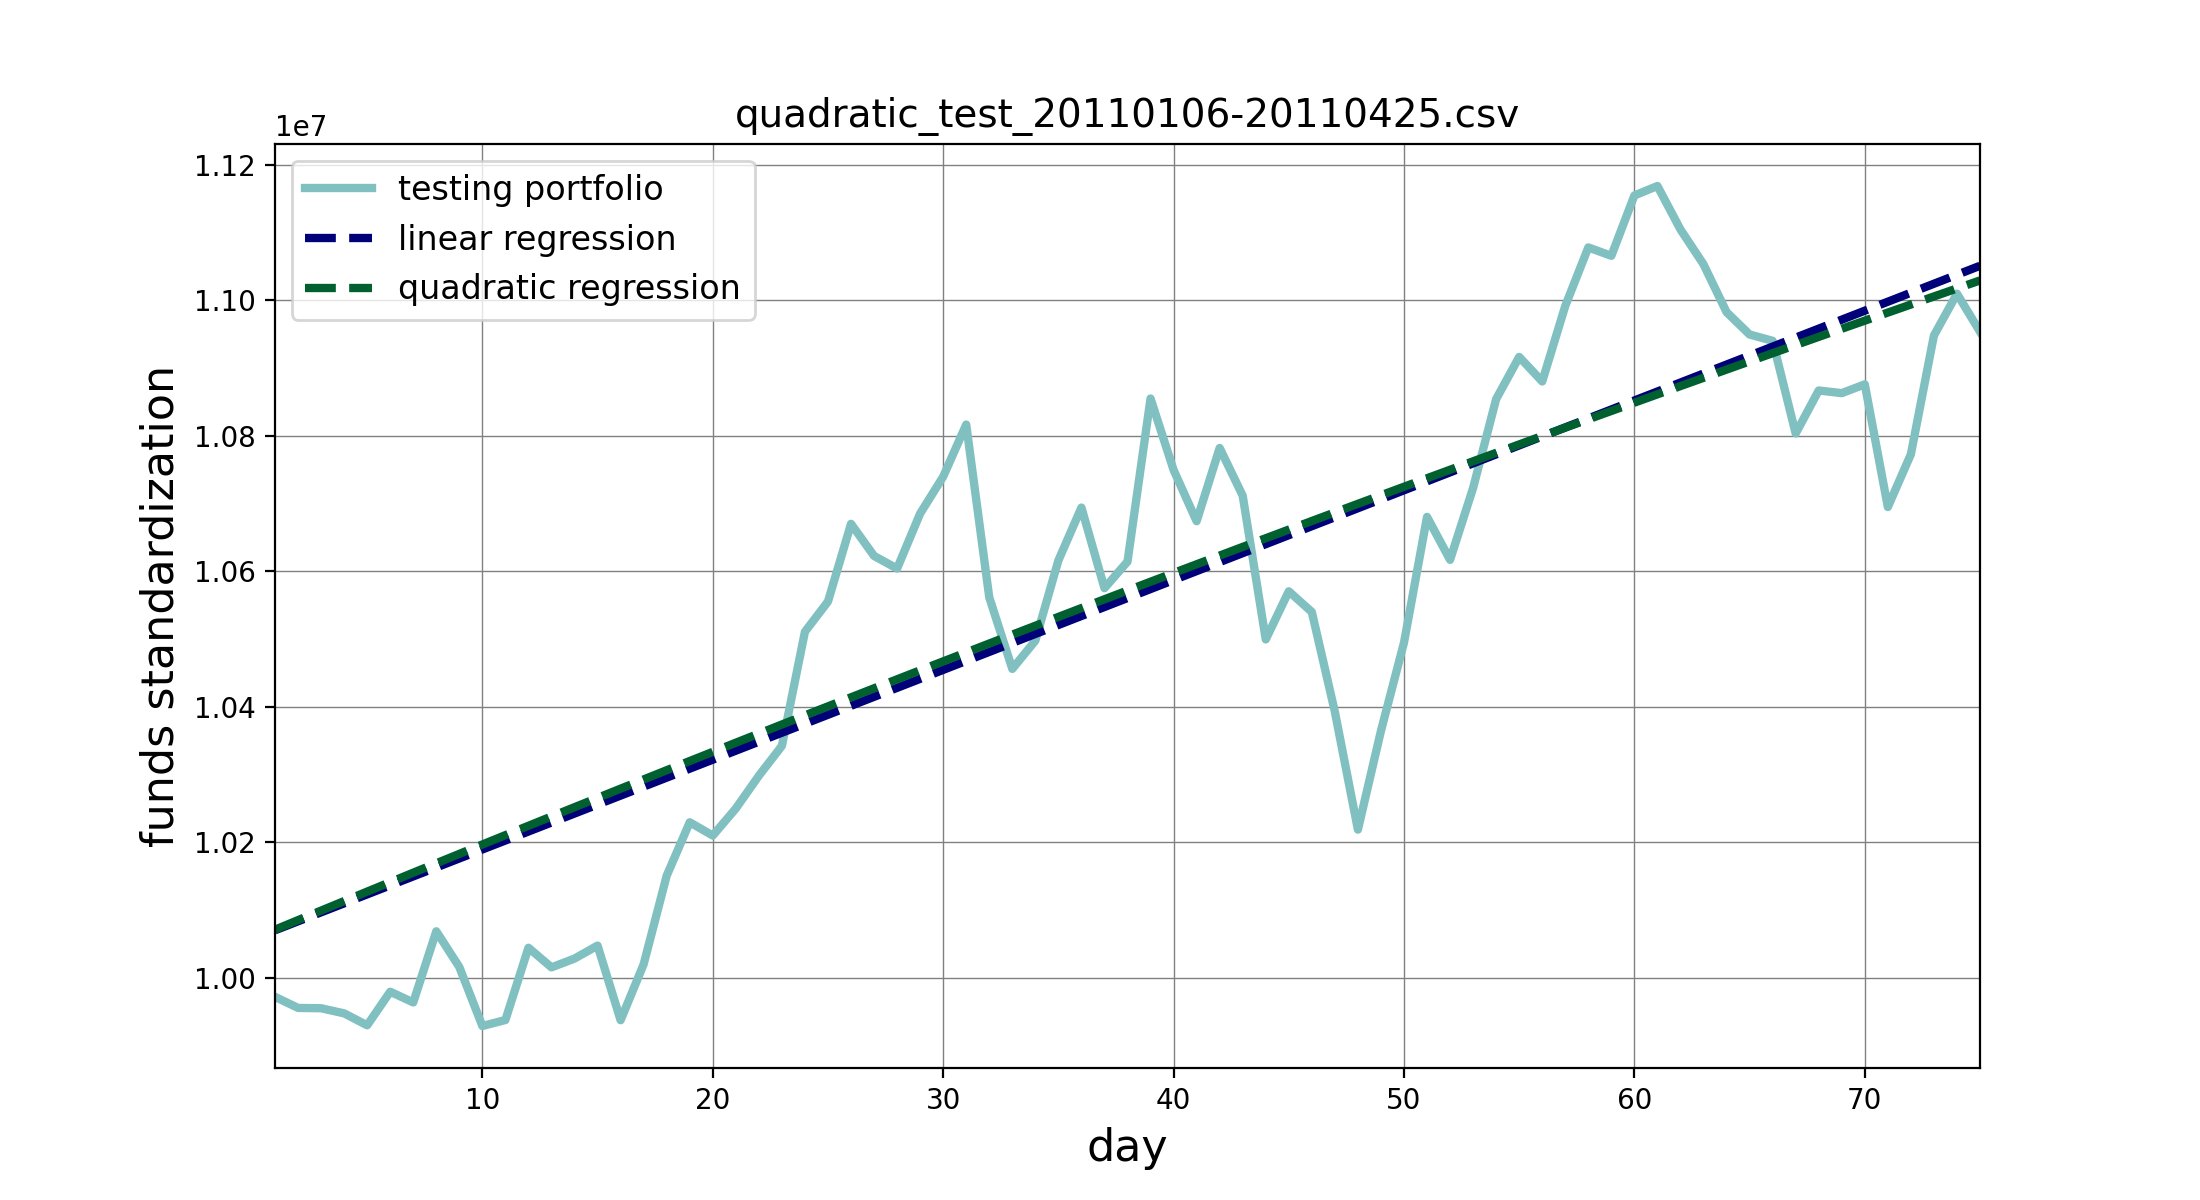 quadratic_test_20110106-20110425.csv
1e7
1.12
1.10
1.08
1.06
1.04
1.02
1.00
funds standardization
testing portfolio
linear regression
quadratic regression
10 20 30 40 50 60 70
day